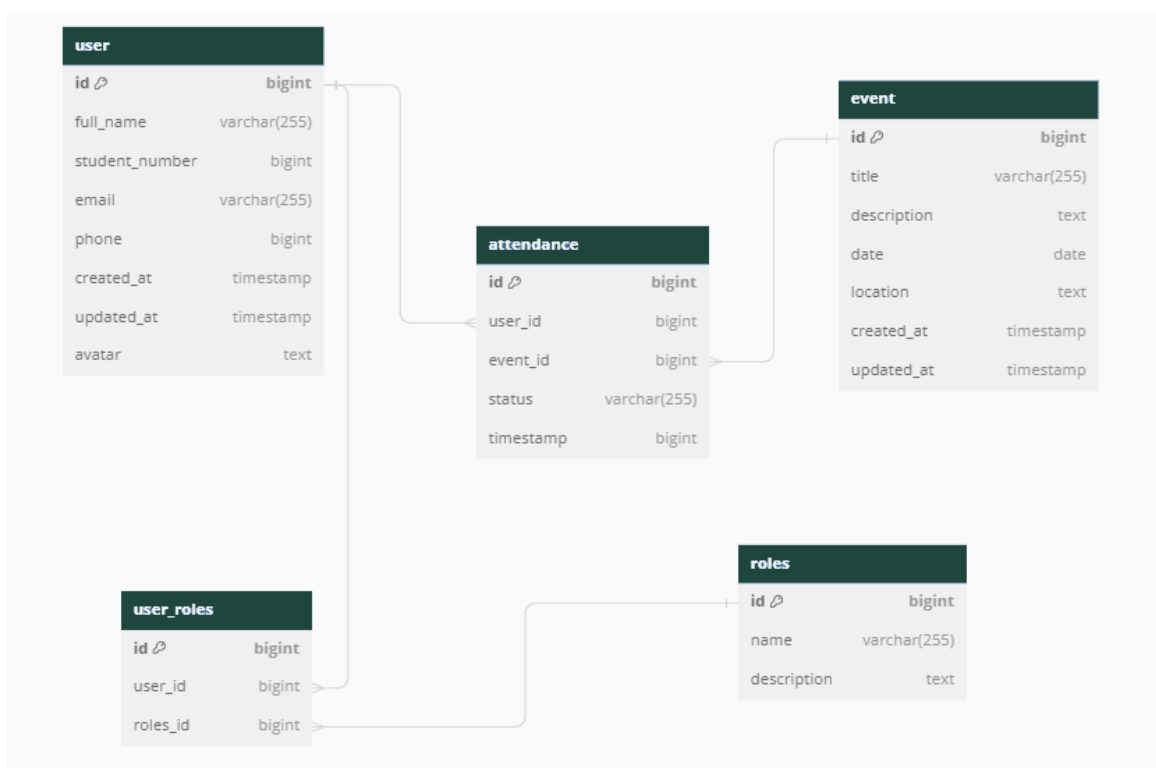 user
id bigint
full_name varchar(255)
student_number bigint
email varchar(255)
phone bigint
created_at timestamp
updated_at timestamp
avatar text
event
id bigint
title varchar(255)
description text
date date
location text
created_at timestamp
updated_at timestamp
attendance
id bigint
user_id bigint
event_id bigint
status varchar(255)
timestamp bigint
roles
id bigint
name varchar(255)
description text
user_roles
id bigint
user_id bigint
roles_id bigint